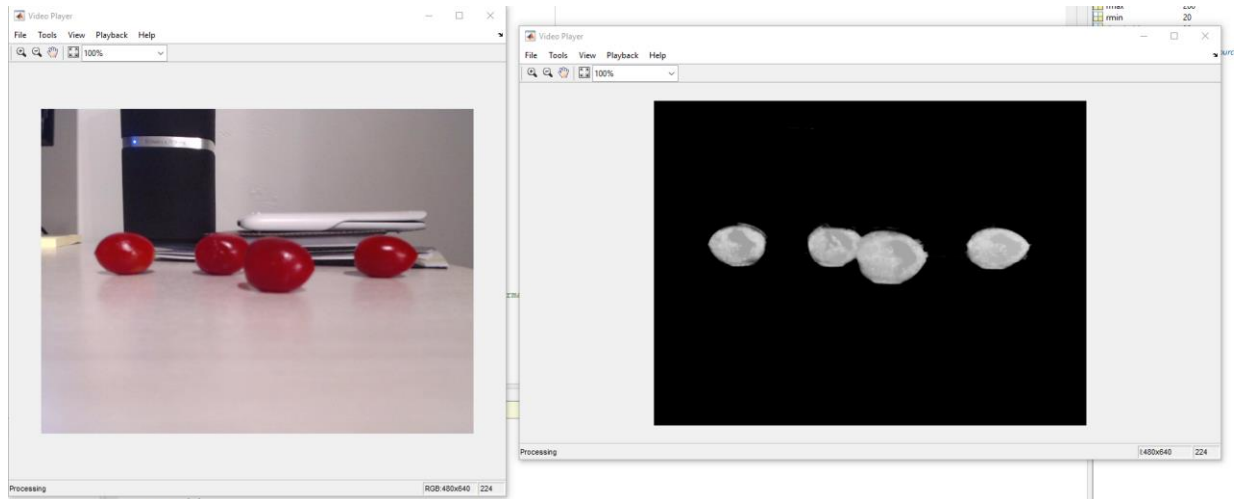 Video Player
File Tools View Playback Help
100%
Processing
RGB:480x640 224
Video Player
File Tools View Playback Help
100%
Processing
I:480x640 224
rmax 200
rmin 20